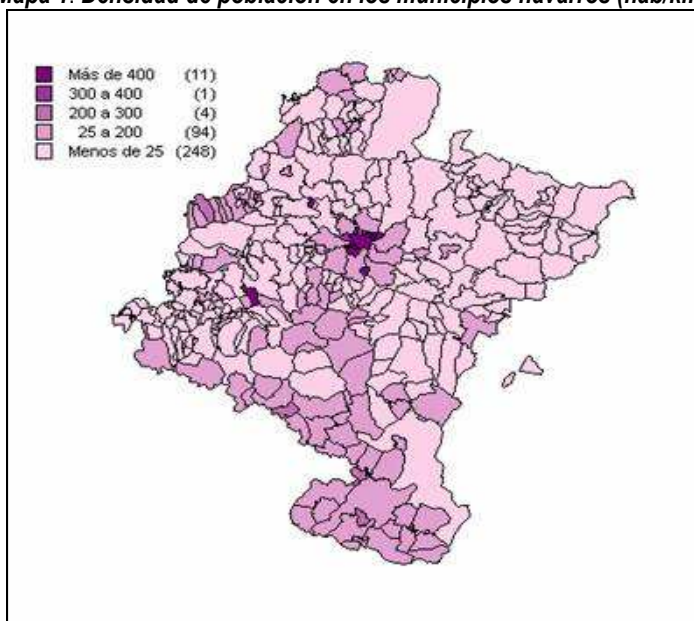 Mapa 1. Densidad de población en los municipios navarros (hab/km
Más de 400 (11)
300 a 400 (1)
200 a 300 (4)
25 a 200 (94)
Menos de 25 (248)